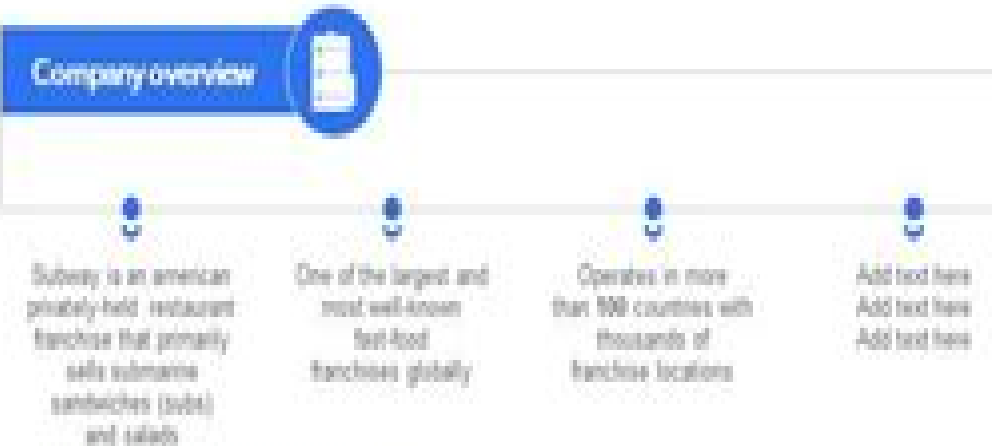 Company overview
Subway is an american
privately-held restaurant
franchise that primarily
sells submarine
sandwiches (subs)
and salads
One of the largest and
most well-known
fast-food
franchises globally
Operates in more
than 100 countries with
thousands of
franchise locations
Add text here
Add text here
Add text here